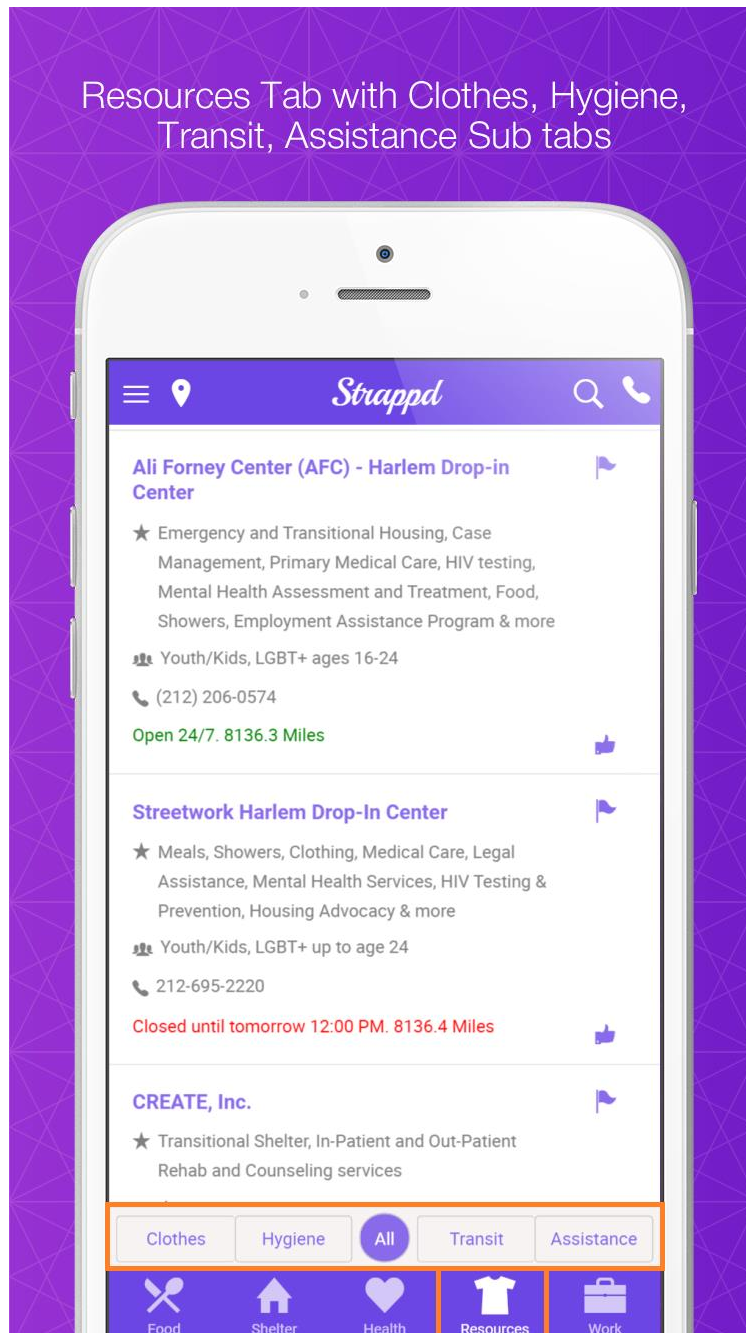 Resources Tab with Clothes, Hygiene,
Transit, Assistance Sub tabs
Strappd
Ali Forney Center (AFC) - Harlem Drop-in
Center
Emergency and Transitional Housing, Case
Management, Primary Medical Care, HIV testing,
Mental Health Assessment and Treatment, Food,
Showers, Employment Assistance Program & more
Youth/Kids, LGBT+ ages 16-24
(212) 206-0574
Open 24/7. 8136.3 Miles
Streetwork Harlem Drop-In Center
Meals, Showers, Clothing, Medical Care, Legal
Assistance, Mental Health Services, HIV Testing &
Prevention, Housing Advocacy & more
Youth/Kids, LGBT+ up to age 24
212-695-2220
Closed until tomorrow 12:00 PM. 8136.4 Miles
CREATE, Inc.
Transitional Shelter, In-Patient and Out-Patient
Rehab and Counseling services
Clothes Hygiene All Transit Assistance
Food Shelter Health Resources Work